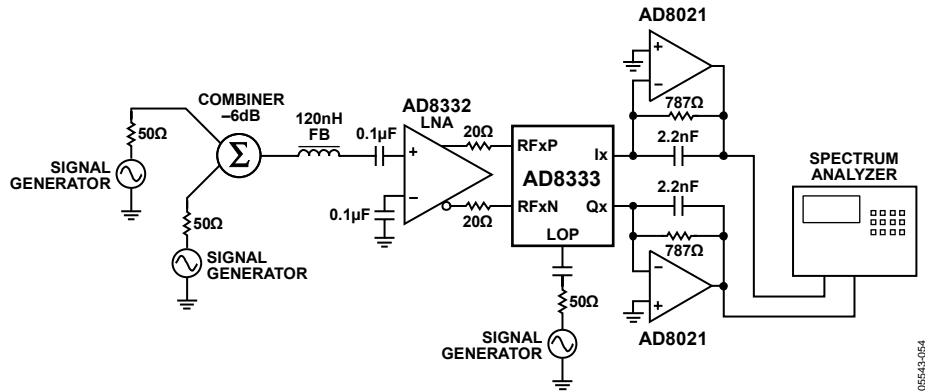 AD8021
COMBINER
–6dB
50Ω
Σ
SIGNAL
GENERATOR
50Ω
SIGNAL
GENERATOR
120nH
FB
0.1µF
0.1µF
AD8332
LNA
+
–
20Ω
20Ω
RFxP
Ix
AD8333
RFxN
Qx
LOP
50Ω
SIGNAL
GENERATOR
+
–
787Ω
2.2nF
2.2nF
787Ω
–
+
AD8021
SPECTRUM
ANALYZER
05543-054